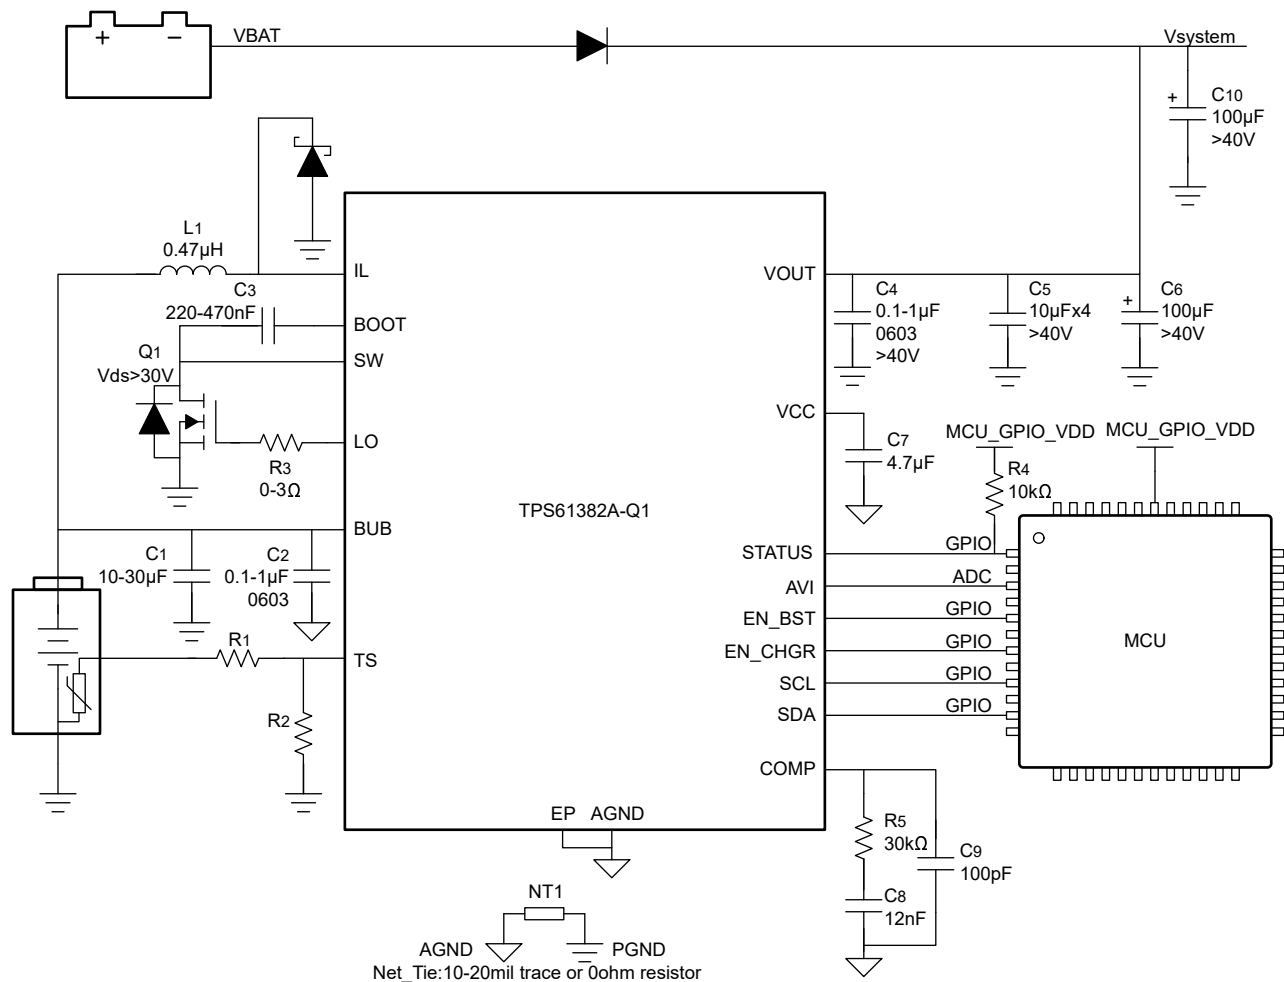 + −
VBAT
Vsystem
+
C10
100µF
>40V
L1
0.47µH
IL
C3
220-470nF
BOOT
SW
Q1
Vds>30V
LO
R3
0-3Ω
BUB
C1
10-30µF
C2
0.1-1µF
0603
R1
TS
R2
TPS61382A-Q1
VOUT
C4
0.1-1µF
0603
>40V
C5
10µFx4
>40V
+
C6
100µF
>40V
VCC
C7
4.7µF
MCU_GPIO_VDD
R4
10kΩ
MCU_GPIO_VDD
STATUS
GPIO
AVI
ADC
EN_BST
GPIO
EN_CHGR
GPIO
SCL
GPIO
SDA
GPIO
MCU
COMP
R5
30kΩ
C8
12nF
C9
100pF
EP AGND
NT1
AGND
PGND
Net_Tie:10-20mil trace or 0ohm resistor